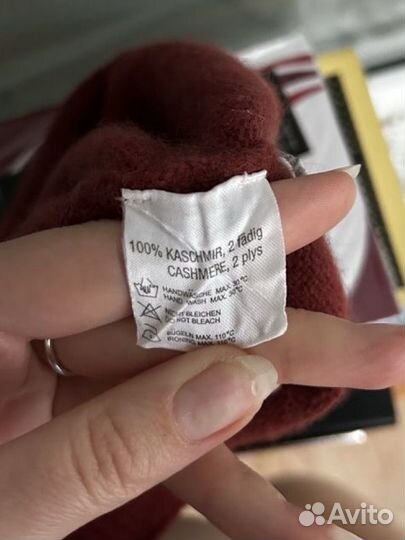 100% KASCHMIR, 2 fädig
CASHMERE, 2 plys
HANDWÄSCHE MAX. 30°C
HAND WASH MAX. 30°C
NICHT BLEICHEN
DO NOT BLEACH
BÜGELN MAX. 110°C
IRONING MAX. 110°C
Avito